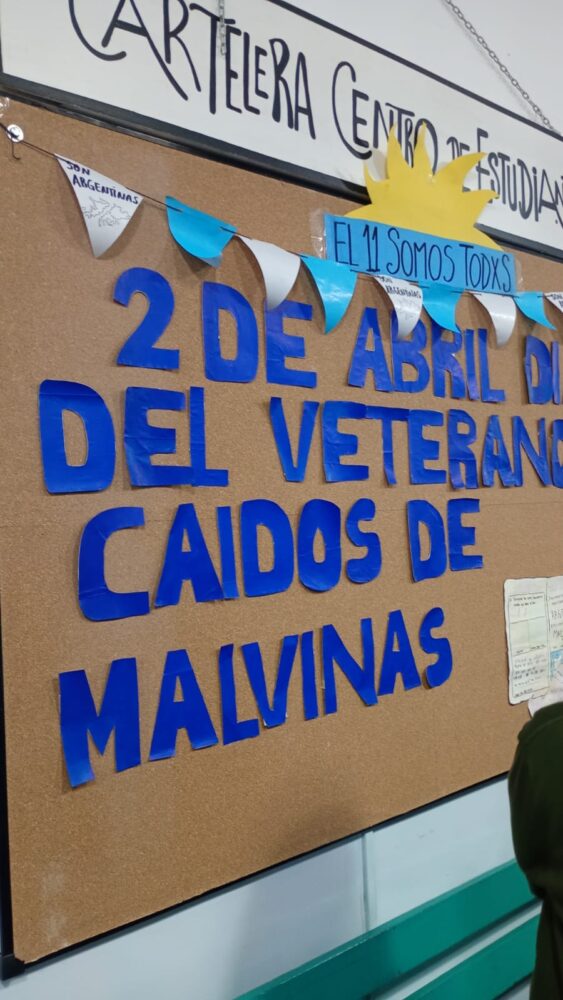 CARTELERA CENTRO DE ESTUDIAN
SON
ARGENTINAS
EL 11 SOMOS TODXS
ARGENTINAS
2 DE ABRIL DI
DEL VETERANO
CAIDOS DE
MALVINAS